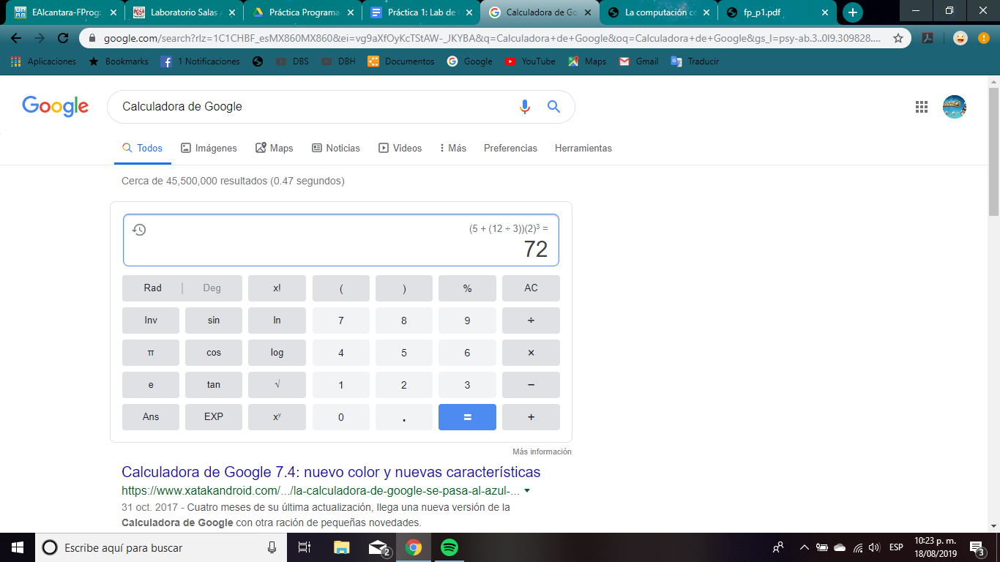 EAlcantara-FProg
Laboratorio Salas A
Práctica Programa
Práctica 1: Lab de
Calculadora de Go
La computación co
fp_p1.pdf
google.com/search?rlz=1C1CHBF_esMX860MX860&ei=vg9aXfOyKcTStAW-_JKYBA&q=Calculadora+de+Google&oq=Calculadora+de+Google&gs_l=psy-ab.3..0l9.309828....
Aplicaciones
Bookmarks
1 Notificaciones
DBS
DBH
Documentos
Google
YouTube
Maps
Gmail
Traducir
Google
Calculadora de Google
Todos
Imágenes
Maps
Noticias
Videos
Más
Preferencias
Herramientas
Cerca de 45,500,000 resultados (0.47 segundos)
(5 + (12 ÷ 3))(2)³ =
72
Rad | Deg x! ( ) % AC
Inv sin ln 7 8 9 ÷
π cos log 4 5 6 ×
e tan √ 1 2 3 −
Ans EXP xʸ 0 . = +
Más información
Calculadora de Google 7.4: nuevo color y nuevas características
https://www.xatakandroid.com/.../la-calculadora-de-google-se-pasa-al-azul-...
31 oct. 2017 - Cuatro meses de su última actualización, llega una nueva versión de la
Calculadora de Google con otra ración de pequeñas novedades.
Escribe aquí para buscar
2
ESP
10:23 p. m.
18/08/2019
3